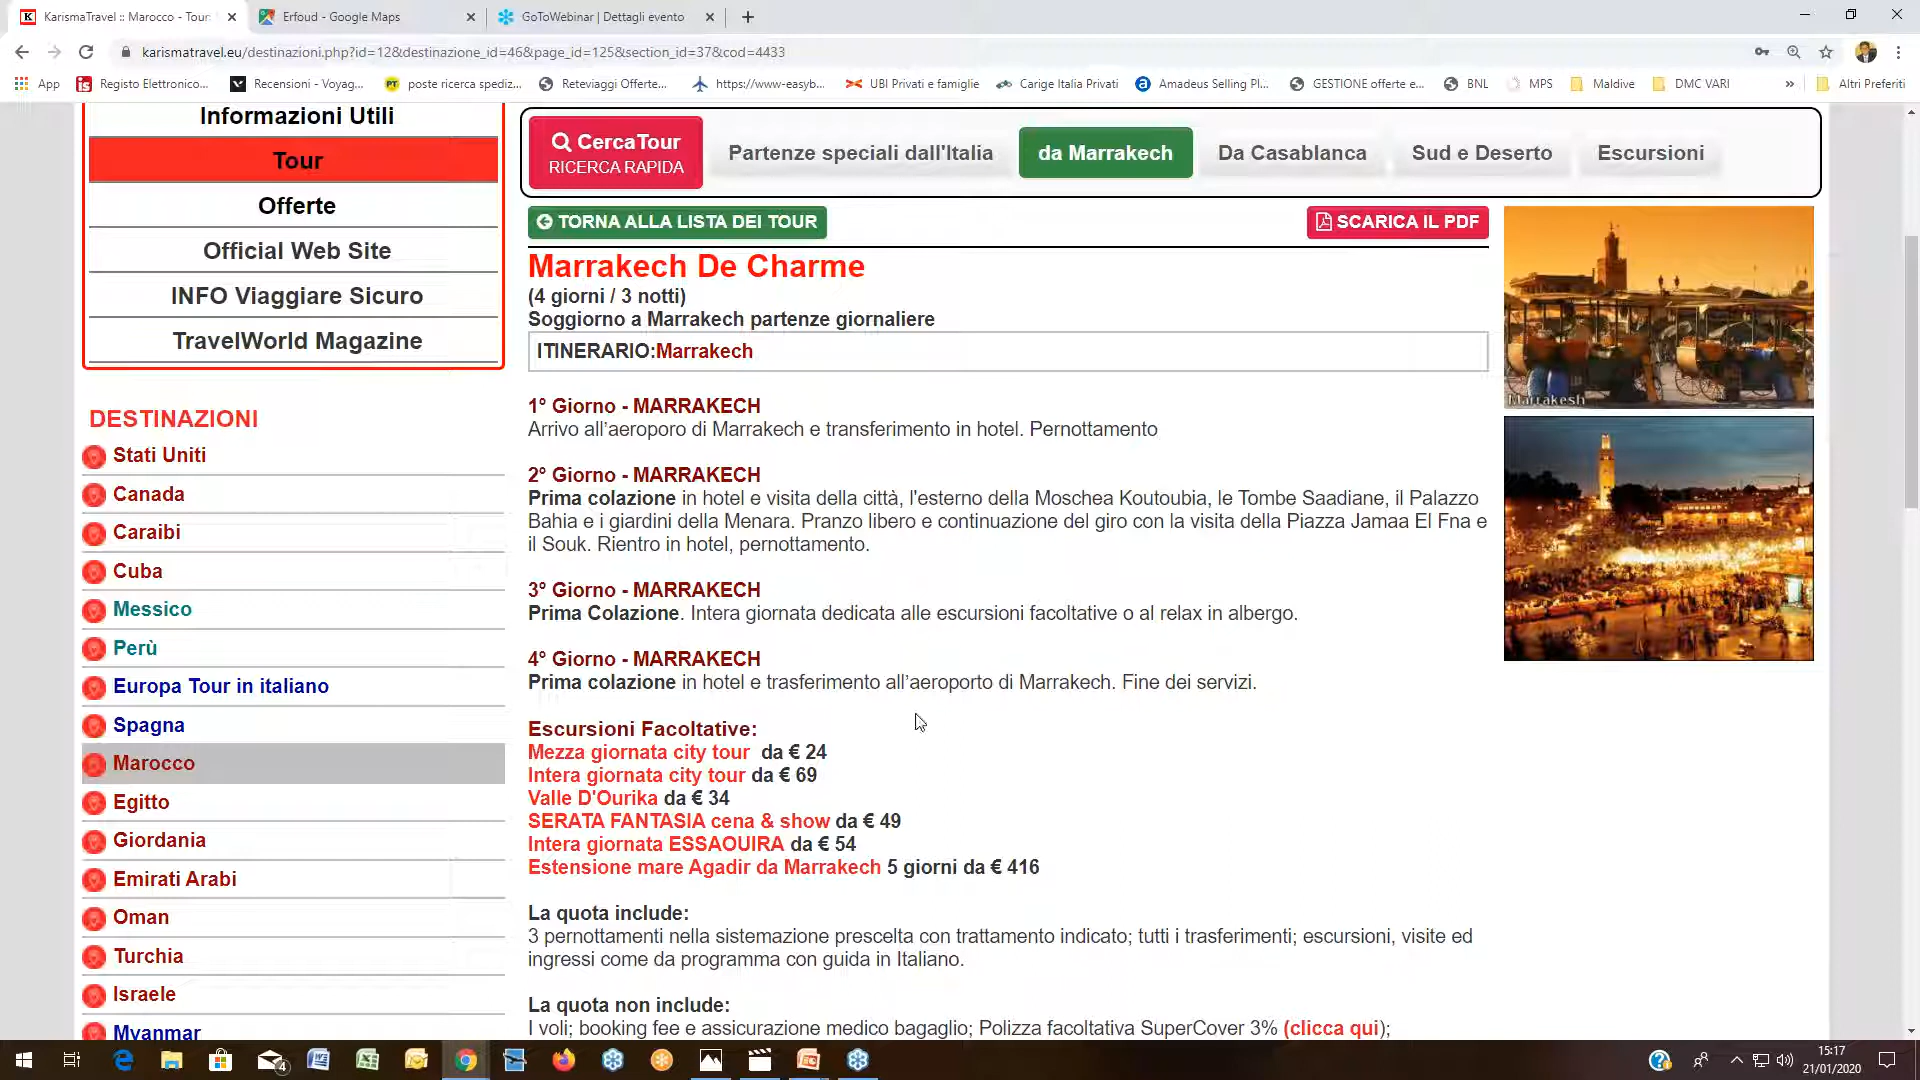 KarismaTravel :: Marocco - Tour:
Erfoud - Google Maps
GoToWebinar | Dettagli evento
karismatravel.eu/destinazioni.php?id=12&destinazione_id=46&page_id=125&section_id=37&cod=4433
App
Registo Elettronico...
Recensioni - Voyag...
poste ricerca spediz...
Reteviaggi Offerte...
https://www-easyb...
UBI Privati e famiglie
Carige Italia Privati
Amadeus Selling Pl...
GESTIONE offerte e...
BNL
MPS
Maldive
DMC VARI
»
Altri Preferiti
Informazioni Utili
Tour
Offerte
Official Web Site
INFO Viaggiare Sicuro
TravelWorld Magazine
DESTINAZIONI
Stati Uniti
Canada
Caraibi
Cuba
Messico
Perù
Europa Tour in italiano
Spagna
Marocco
Egitto
Giordania
Emirati Arabi
Oman
Turchia
Israele
Myanmar
CercaTour
RICERCA RAPIDA
Partenze speciali dall'Italia
da Marrakech
Da Casablanca
Sud e Deserto
Escursioni
TORNA ALLA LISTA DEI TOUR
SCARICA IL PDF
Marrakech De Charme
(4 giorni / 3 notti)
Soggiorno a Marrakech partenze giornaliere
ITINERARIO:Marrakech
1° Giorno - MARRAKECH
Arrivo all’aeroporo di Marrakech e transferimento in hotel. Pernottamento
2° Giorno - MARRAKECH
Prima colazione in hotel e visita della città, l'esterno della Moschea Koutoubia, le Tombe Saadiane, il Palazzo
Bahia e i giardini della Menara. Pranzo libero e continuazione del giro con la visita della Piazza Jamaa El Fna e
il Souk. Rientro in hotel, pernottamento.
3° Giorno - MARRAKECH
Prima Colazione. Intera giornata dedicata alle escursioni facoltative o al relax in albergo.
4° Giorno - MARRAKECH
Prima colazione in hotel e trasferimento all’aeroporto di Marrakech. Fine dei servizi.
Escursioni Facoltative:
Mezza giornata city tour da € 24
Intera giornata city tour da € 69
Valle D'Ourika da € 34
SERATA FANTASIA cena & show da € 49
Intera giornata ESSAOUIRA da € 54
Estensione mare Agadir da Marrakech 5 giorni da € 416
La quota include:
3 pernottamenti nella sistemazione prescelta con trattamento indicato; tutti i trasferimenti; escursioni, visite ed
ingressi come da programma con guida in Italiano.
La quota non include:
I voli; booking fee e assicurazione medico bagaglio; Polizza facoltativa SuperCover 3% (clicca qui);
Marrakesh
4
15:17
21/01/2020